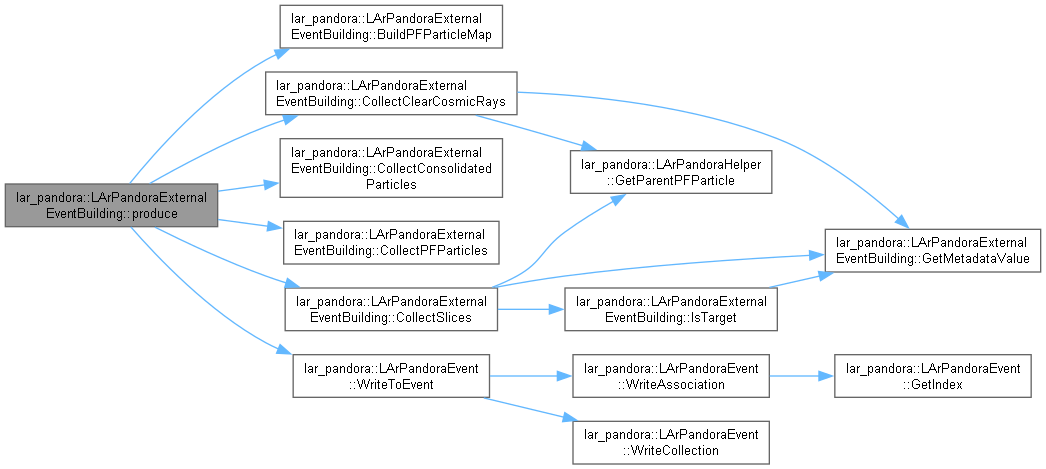 lar_pandora::LArPandoraExternal
EventBuilding::produce
lar_pandora::LArPandoraExternal
EventBuilding::BuildPFParticleMap
lar_pandora::LArPandoraExternal
EventBuilding::CollectClearCosmicRays
lar_pandora::LArPandoraExternal
EventBuilding::CollectConsolidated
Particles
lar_pandora::LArPandoraExternal
EventBuilding::CollectPFParticles
lar_pandora::LArPandoraExternal
EventBuilding::CollectSlices
lar_pandora::LArPandoraEvent
::WriteToEvent
lar_pandora::LArPandoraHelper
::GetParentPFParticle
lar_pandora::LArPandoraExternal
EventBuilding::IsTarget
lar_pandora::LArPandoraEvent
::WriteAssociation
lar_pandora::LArPandoraEvent
::WriteCollection
lar_pandora::LArPandoraExternal
EventBuilding::GetMetadataValue
lar_pandora::LArPandoraEvent
::GetIndex